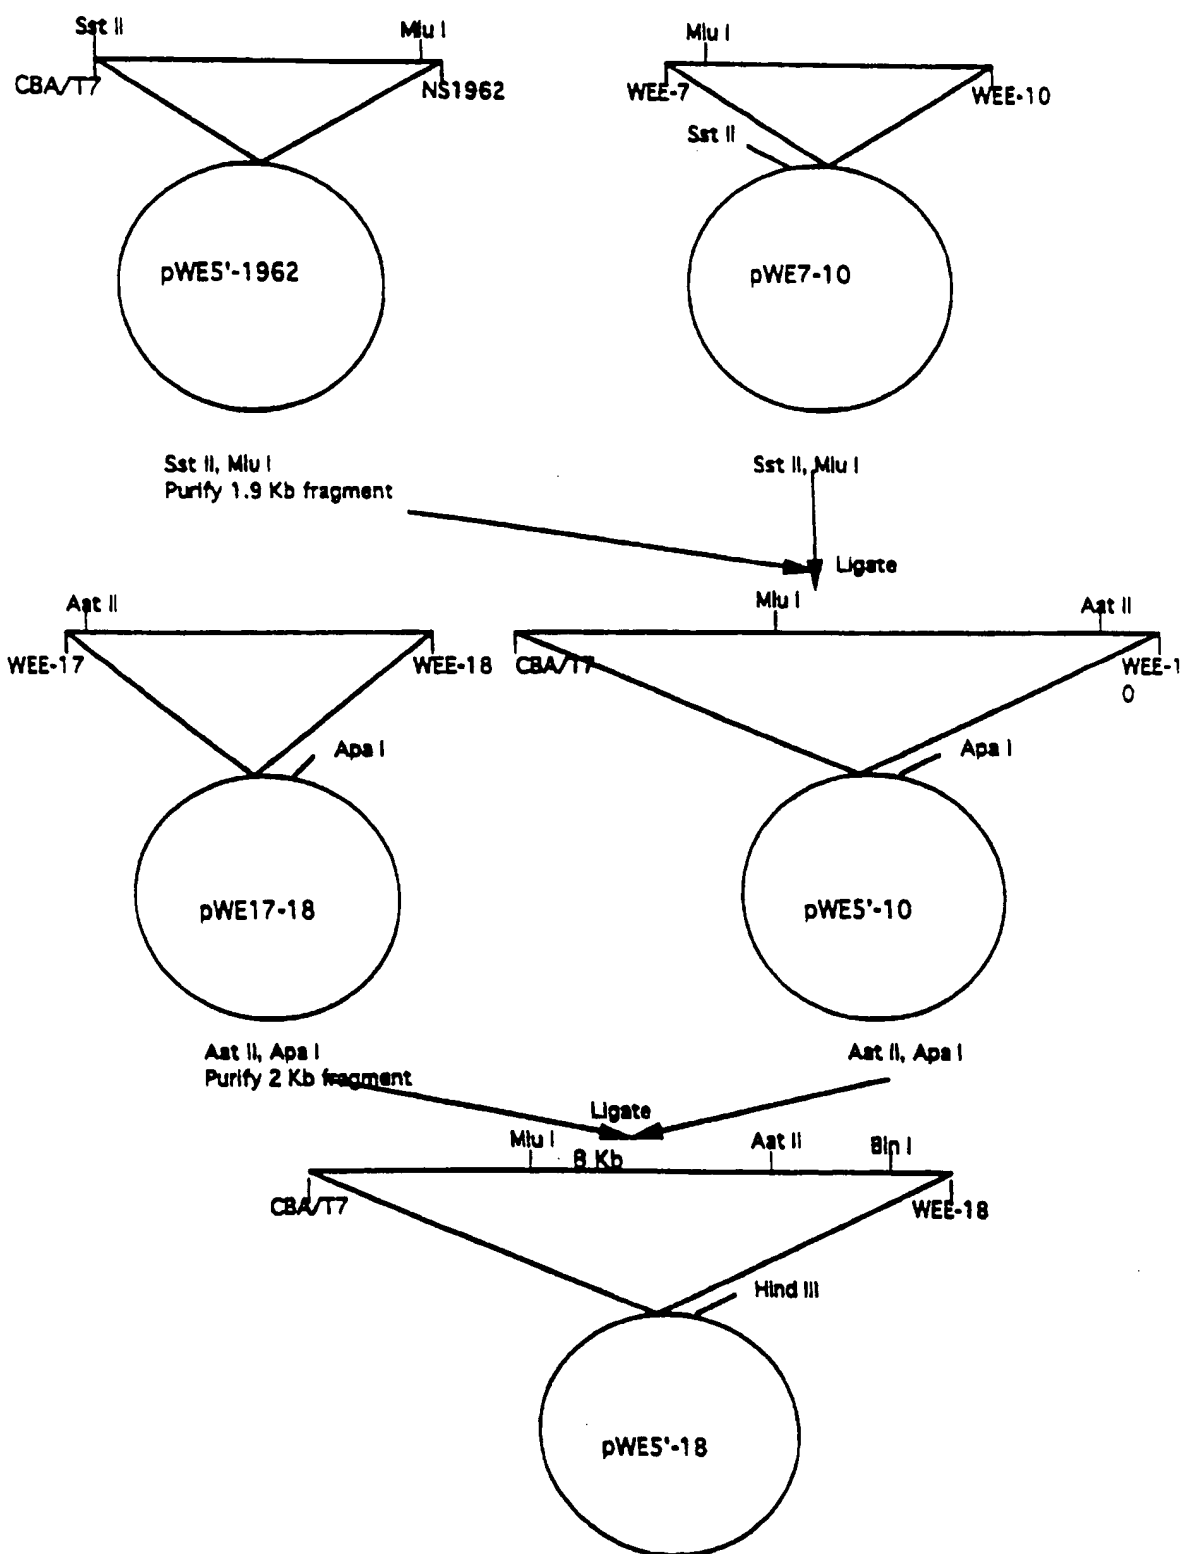 Sst II
Mlu I
CBA/T7
NS1962
Mlu I
WEE-7
WEE-10
Sst II
pWE5'-1962
pWE7-10
Sst II, Mlu I
Purify 1.9 Kb fragment
Sst II, Mlu I
Ligate
Aat II
WEE-17
WEE-18
Mlu I
Aat II
CBA/T7
WEE-1
0
Apa I
Apa I
pWE17-18
pWE5'-10
Aat II, Apa I
Purify 2 Kb fragment
Aat II, Apa I
Ligate
Mlu I
8 Kb
Aat II
Bln I
CBA/T7
WEE-18
Hind III
pWE5'-18